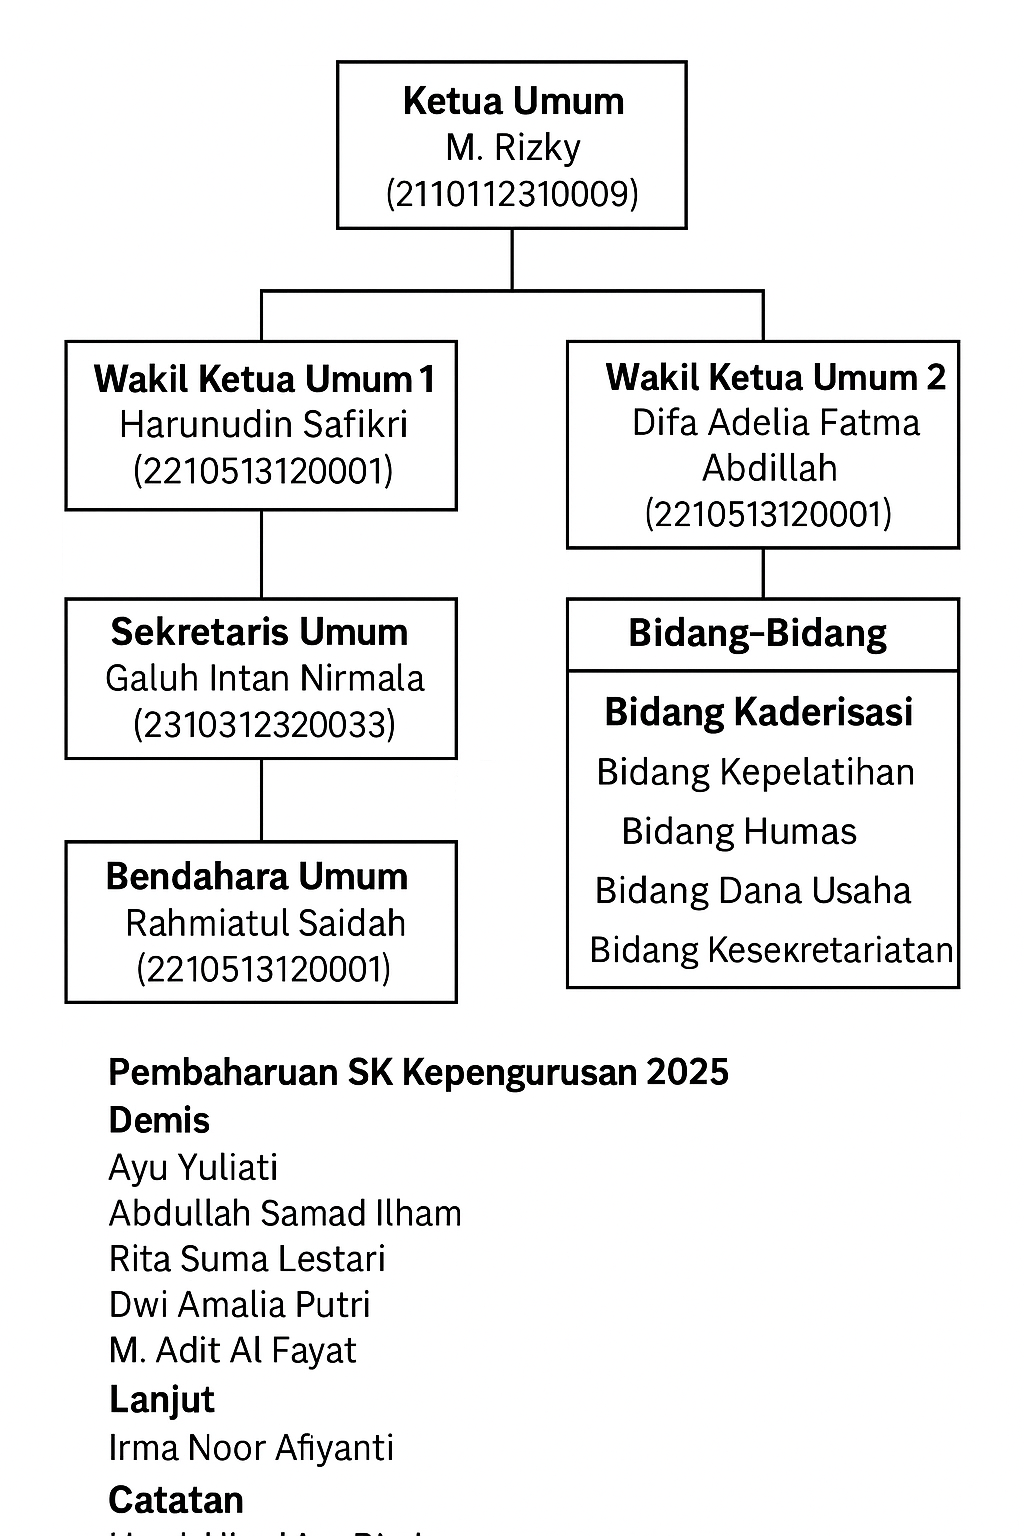 Ketua Umum
M. Rizky
(2110112310009)
Wakil Ketua Umum 1
Harunudin Safikri
(2210513120001)
Wakil Ketua Umum 2
Difa Adelia Fatma
Abdillah
(2210513120001)
Sekretaris Umum
Galuh Intan Nirmala
(2310312320033)
Bendahara Umum
Rahmiatul Saidah
(2210513120001)
Bidang-Bidang
Bidang Kaderisasi
Bidang Kepelatihan
Bidang Humas
Bidang Dana Usaha
Bidang Keseкretariatan
Pembaharuan SK Kepengurusan 2025
Demis
Ayu Yuliati
Abdullah Samad Ilham
Rita Suma Lestari
Dwi Amalia Putri
M. Adit Al Fayat
Lanjut
Irma Noor Afiyanti
Catatan